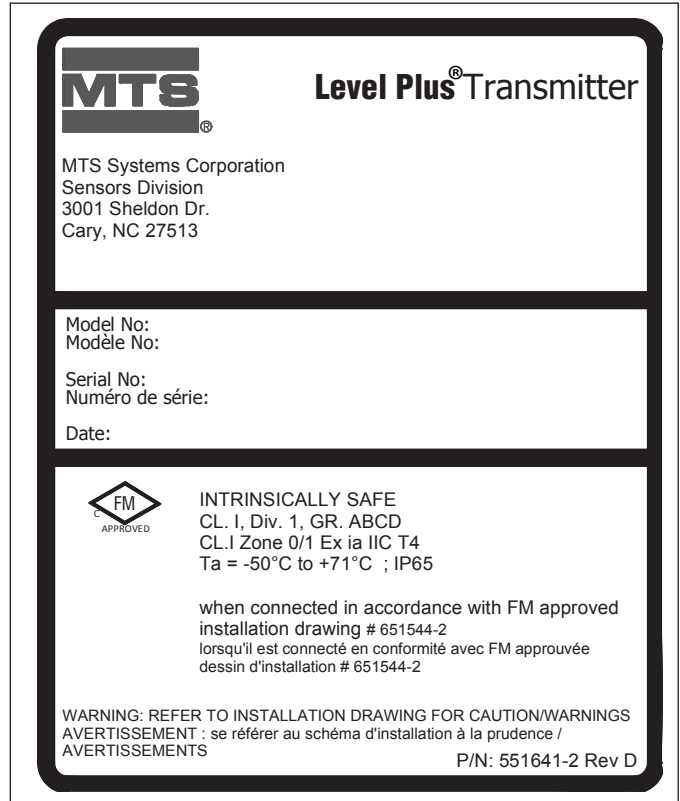 MTS
®
Level Plus® Transmitter
MTS Systems Corporation
Sensors Division
3001 Sheldon Dr.
Cary, NC 27513
Model No:
Modèle No:
Serial No:
Numéro de série:
Date:
FM
C
APPROVED
INTRINSICALLY SAFE
CL. I, Div. 1, GR. ABCD
CL.I Zone 0/1 Ex ia IIC T4
Ta = -50°C to +71°C ; IP65
when connected in accordance with FM approved
installation drawing # 651544-2
lorsqu'il est connecté en conformité avec FM approuvée
dessin d'installation # 651544-2
WARNING: REFER TO INSTALLATION DRAWING FOR CAUTION/WARNINGS
AVERTISSEMENT : se référer au schéma d'installation à la prudence /
AVERTISSEMENTS
P/N: 551641-2 Rev D